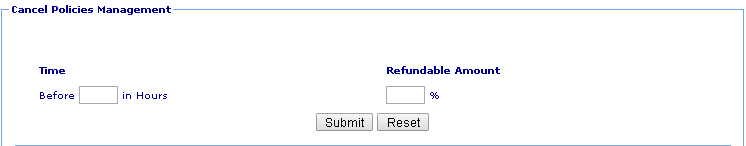 Cancel Policies Management
Time Refundable Amount
Before in Hours %
Submit Reset